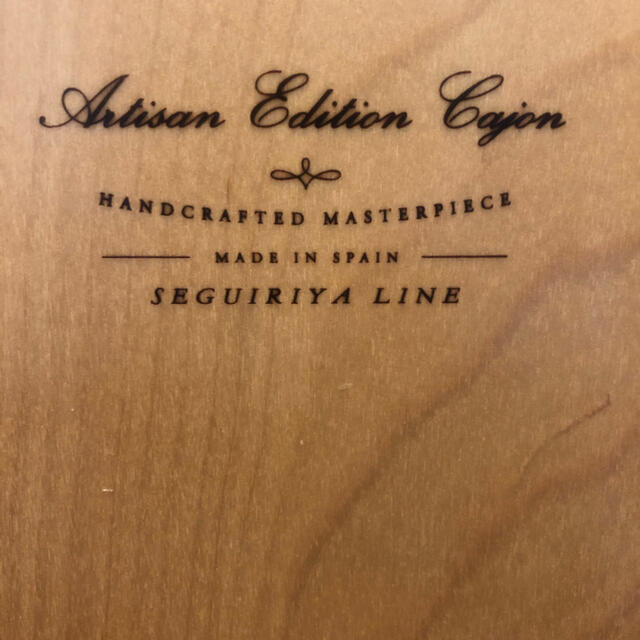 Artisan Edition Cajon
HANDCRAFTED MASTERPIECE
MADE IN SPAIN
SEGUIRIYA LINE